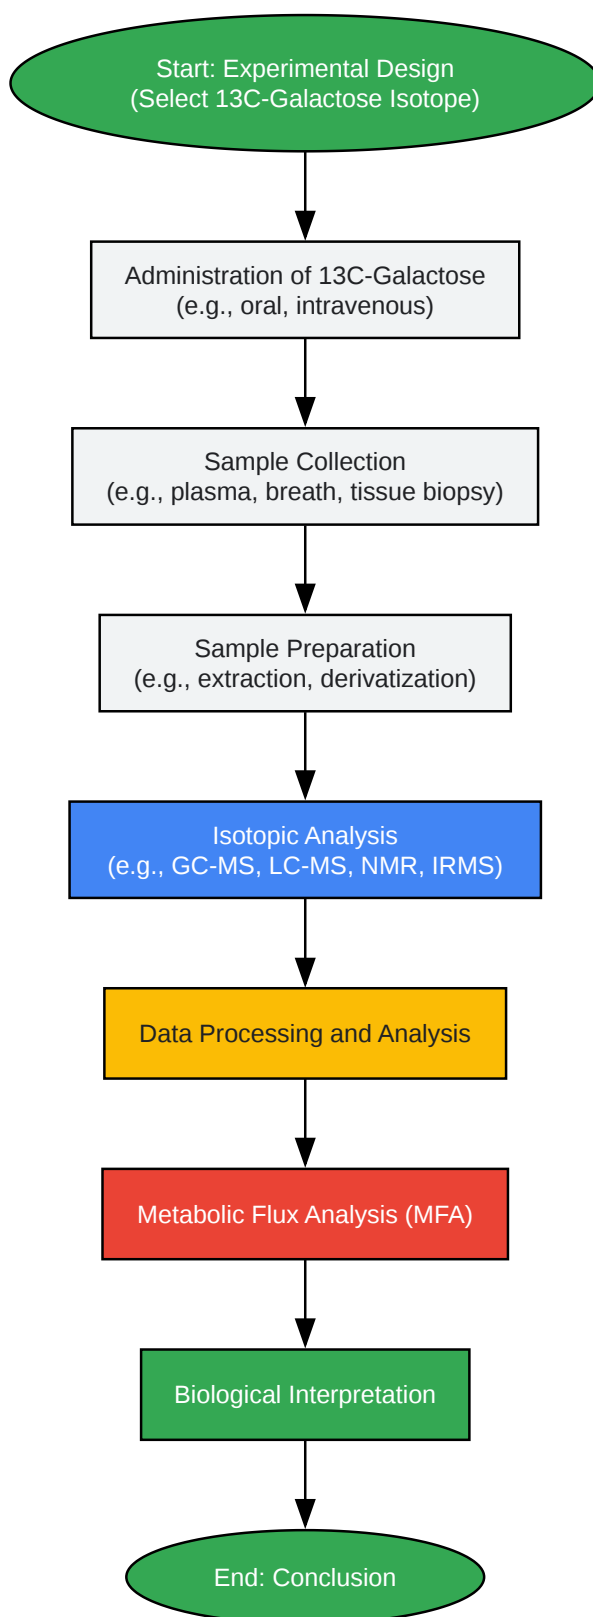 Start: Experimental Design
(Select 13C-Galactose Isotope)
Administration of 13C-Galactose
(e.g., oral, intravenous)
Sample Collection
(e.g., plasma, breath, tissue biopsy)
Sample Preparation
(e.g., extraction, derivatization)
Isotopic Analysis
(e.g., GC-MS, LC-MS, NMR, IRMS)
Data Processing and Analysis
Metabolic Flux Analysis (MFA)
Biological Interpretation
End: Conclusion